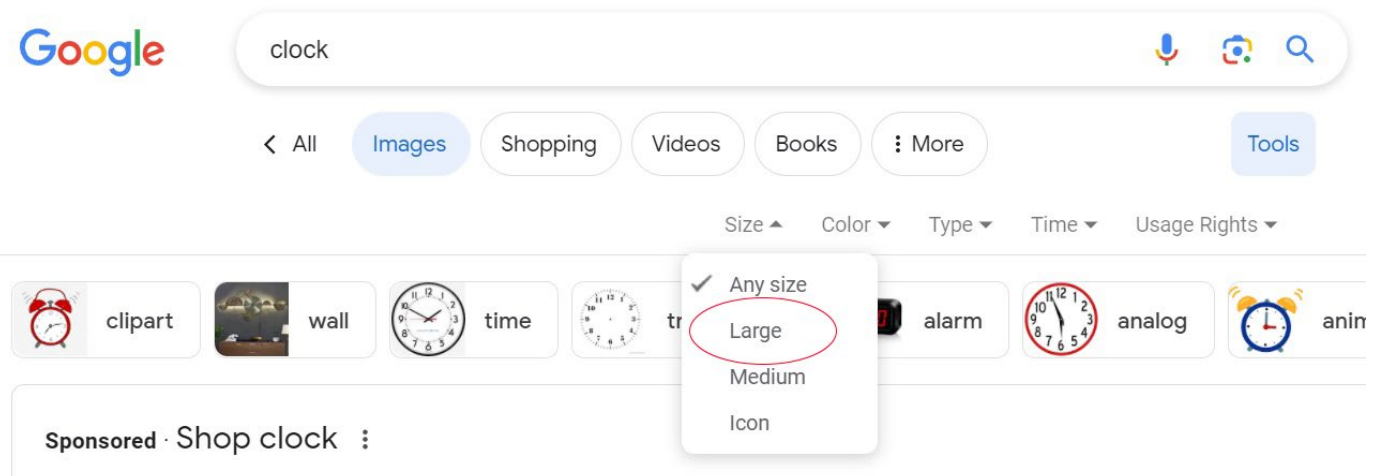 Google
clock
All Images Shopping Videos Books More Tools
Size Color Type Time Usage Rights
Any size
Large
Medium
Icon
clipart wall time alarm analog
Sponsored · Shop clock